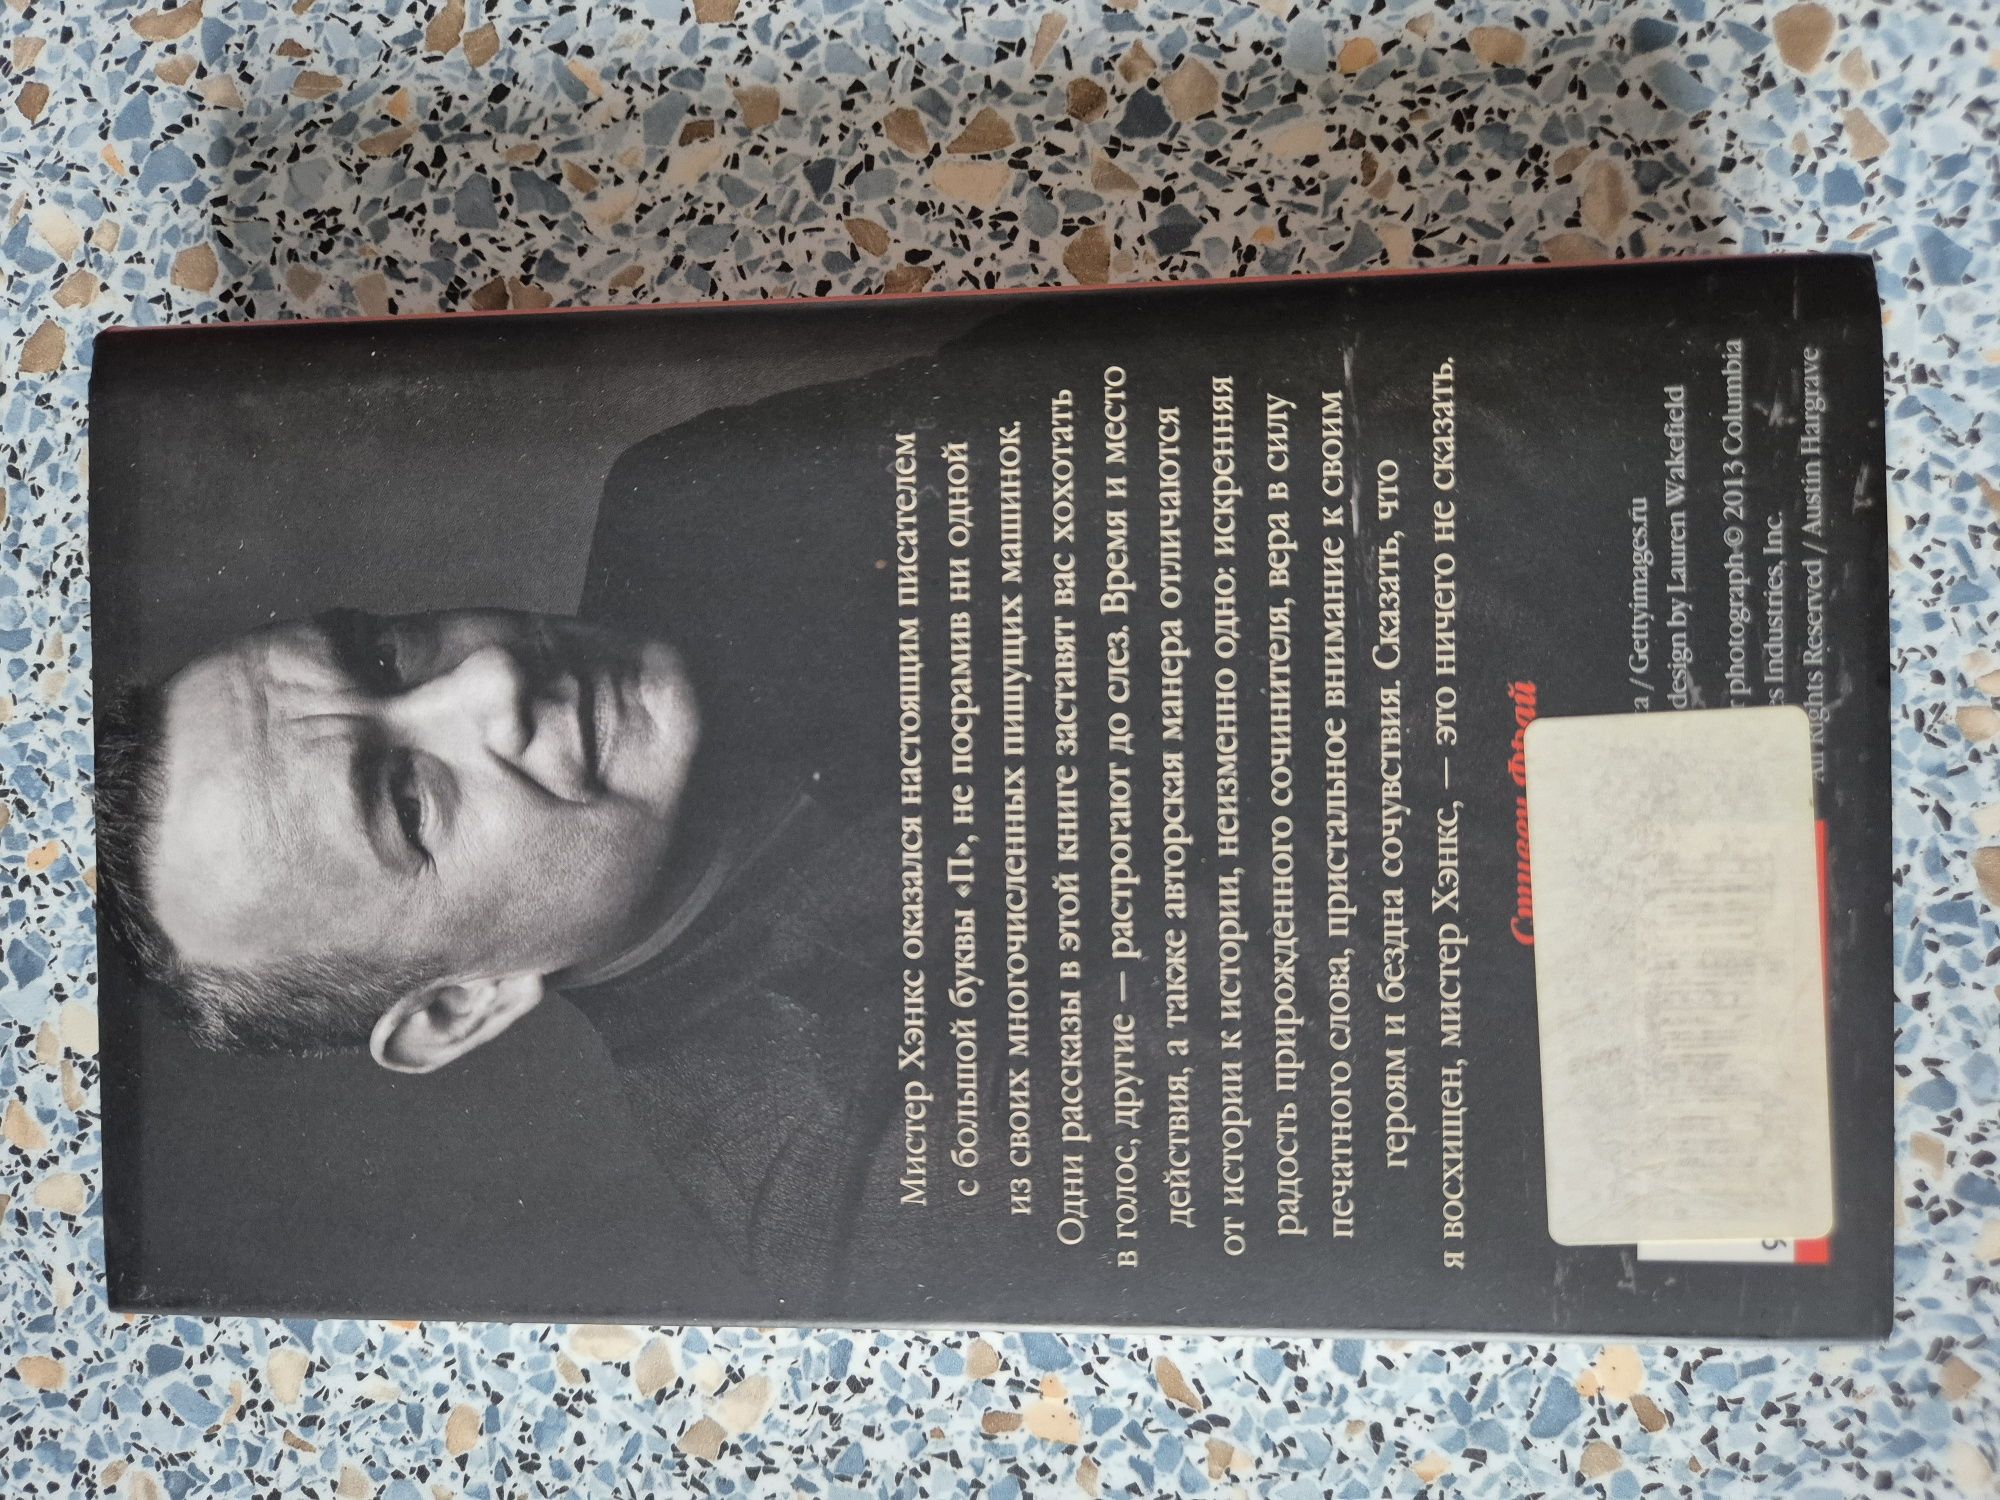 Мистер Хэнкс оказался настоящим писателем
с большой буквы «П», не посрамив ни одной
из своих многочисленных пишущих машинок.
Одни рассказы в этой книге заставят вас хохотать
в голос, другие — растрогают до слез. Время и место
действия, а также авторская манера отличаются
от истории к истории, неизменно одно: искренняя
радость прирожденного сочинителя, вера в силу
печатного слова, пристальное внимание к своим
героям и бездна сочувствия. Сказать, что
я восхищен, мистер Хэнкс, — это ничего не сказать.
Стивен Фрай
/ Gettyimages.ru
design by Lauren Wakefield
photograph © 2013 Columbia
Industries, Inc.
All Rights Reserved / Austin Hargrave